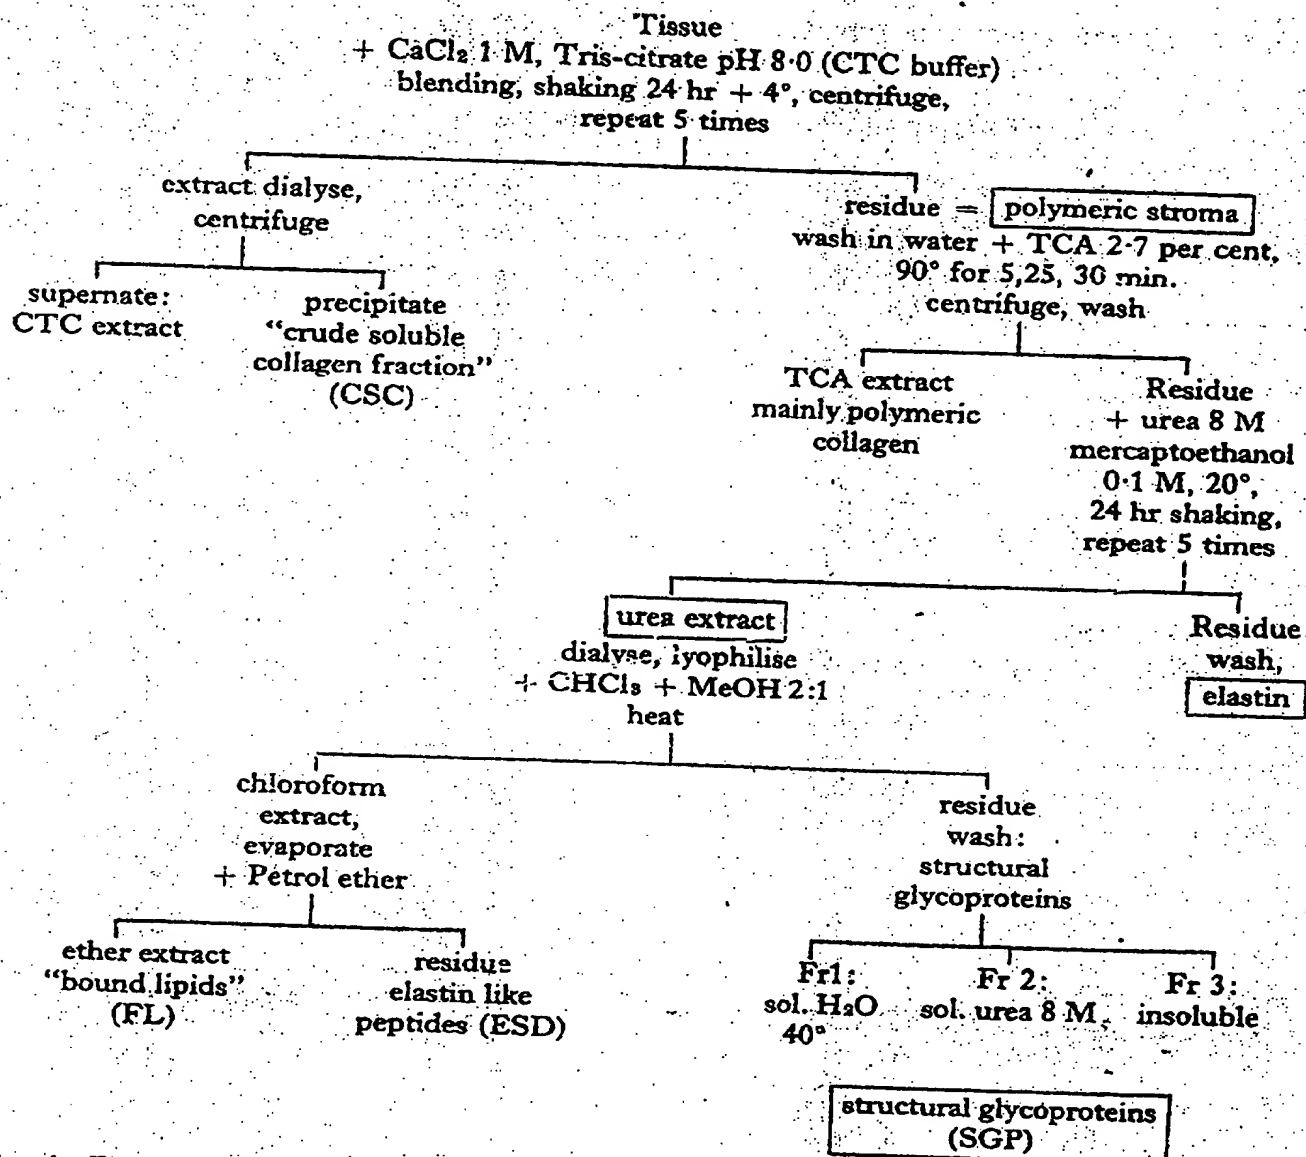 Tissue
+ CaCl₂ 1 M, Tris-citrate pH 8·0 (CTC buffer)
blending, shaking 24 hr + 4°, centrifuge,
repeat 5 times
extract dialyse,
centrifuge
supernate:
CTC extract
precipitate
“crude soluble
collagen fraction”
(CSC)
residue = polymeric stroma
wash in water + TCA 2·7 per cent,
90° for 5,25, 30 min.
centrifuge, wash
TCA extract
mainly polymeric
collagen
Residue
+ urea 8 M
mercaptoethanol
0·1 M, 20°,
24 hr shaking,
repeat 5 times
urea extract
dialyse, lyophilise
+ CHCl₃ + MeOH 2:1
heat
Residue
wash,
elastin
chloroform
extract,
evaporate
+ Petrol ether
ether extract
“bound lipids”
(FL)
residue
elastin like
peptides (ESD)
residue
wash:
structural
glycoproteins
Fr1:
sol. H₂O
40°
Fr 2:
sol. urea 8 M,
Fr 3:
insoluble
structural glycoproteins
(SGP)